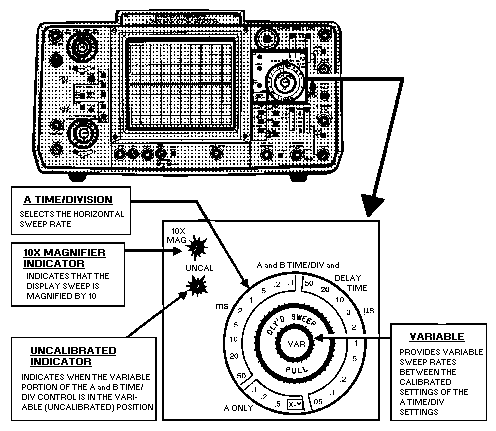 A TIME/DIVISION
SELECTS THE HORIZONTAL
SWEEP RATE
10X MAGNIFIER
INDICATOR
INDICATES THAT THE
DISPLAY SWEEP IS
MAGNIFIED BY 10
UNCALIBRATED
INDICATOR
INDICATES WHEN THE VARIABLE
PORTION OF THE A and B TIME/
DIV CONTROL IS IN THE VARI-
ABLE (UNCALIBRATED) POSITION
10X
MAG
UNCAL
A and B TIME/DIV and
DELAY
TIME
ms
μs
.5 .2 .1 50 20 10
5
2
1
.5
.2
.1
.05
X-Y
.5
.2
.1
50
20
10
5
2
1
DLY'D SWEEP
VAR
PULL
A ONLY
VARIABLE
PROVIDES VARIABLE
SWEEP RATES
BETWEEN THE
CALIBRATED
SETTINGS OF THE
A TIME/DIV
SETTINGS